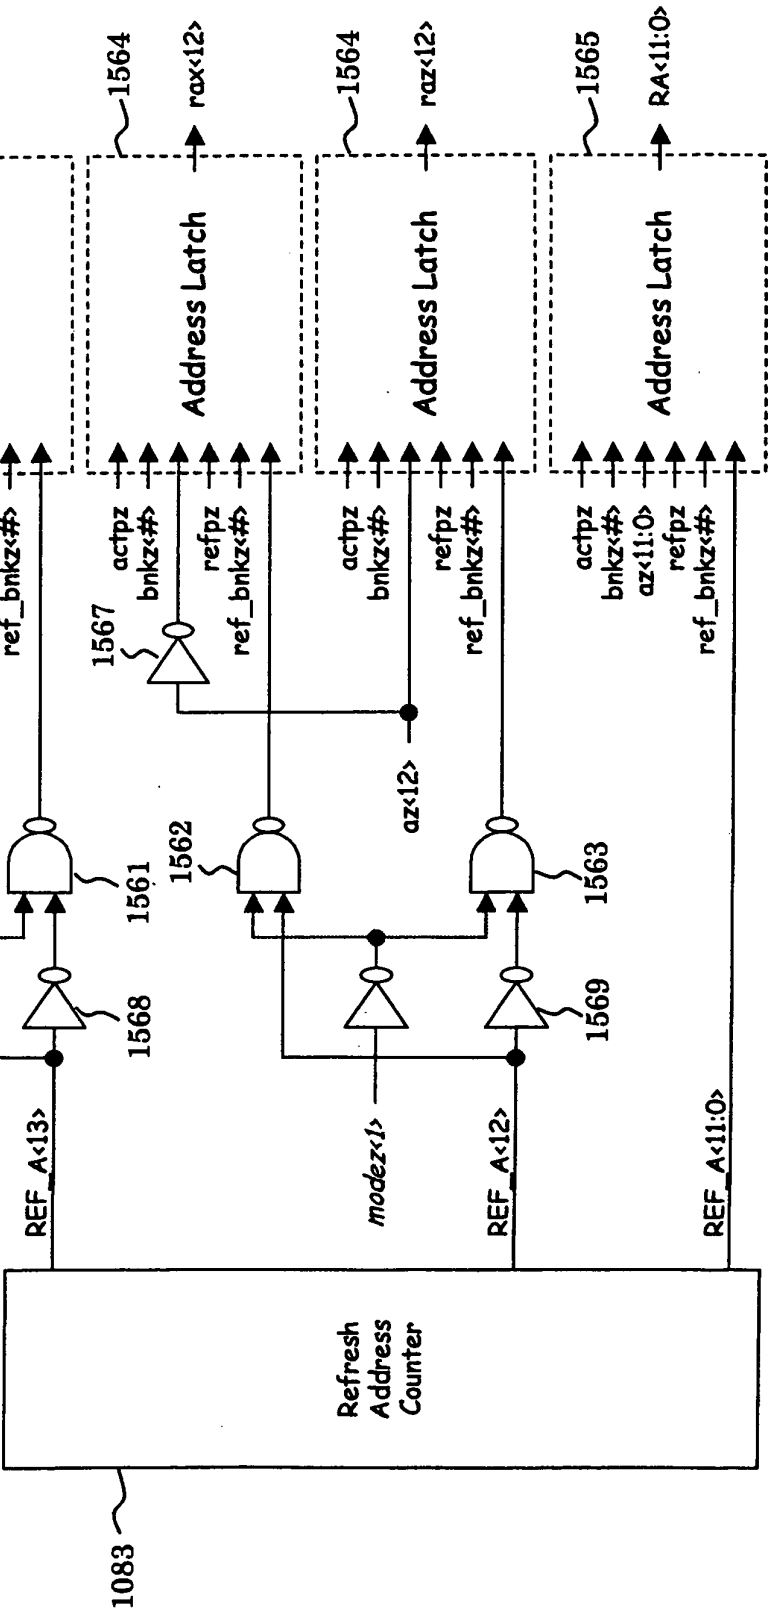 1083
Refresh
Address
Counter
REF_A<13>
1568
1561
ref_bnkz<#>
1567
1562
actpz
bnkz<#>
refpz
ref_bnkz<#>
Address Latch
1564
rax<12>
modez<1>
az<12>
REF_A<12>
1569
1563
actpz
bnkz<#>
refpz
ref_bnkz<#>
Address Latch
1564
raz<12>
REF_A<11:0>
actpz
bnkz<#>
az<11:0>
refpz
ref_bnkz<#>
Address Latch
1565
RA<11:0>